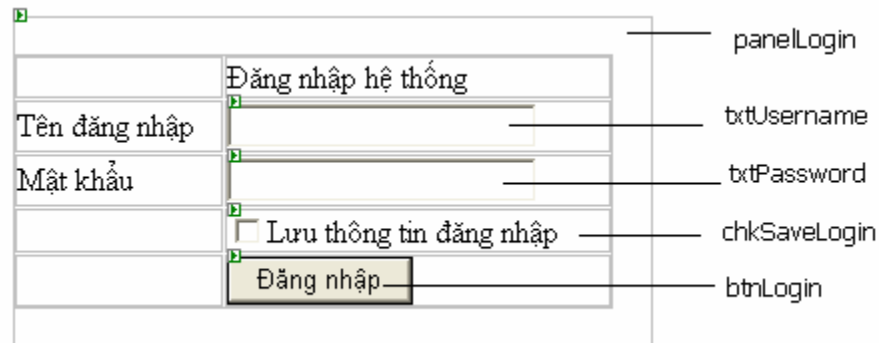 panelLogin
Đăng nhập hệ thống
Tên đăng nhập txtUsername
Mật khẩu txtPassword
Lưu thông tin đăng nhập chkSaveLogin
Đăng nhập btnLogin